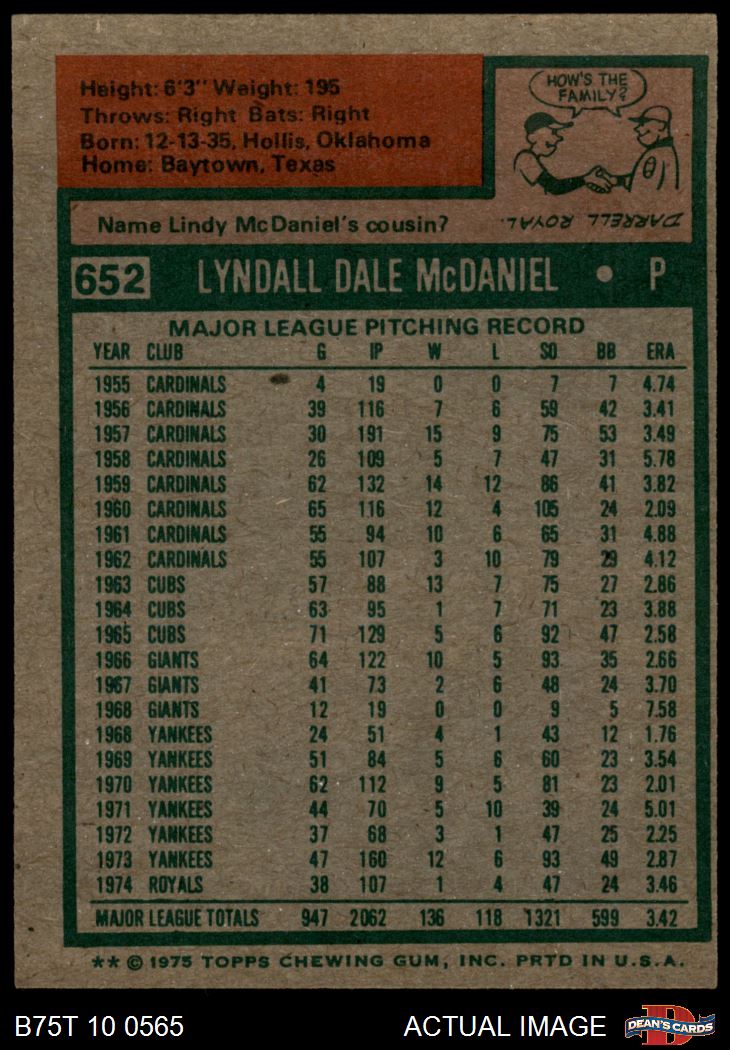 Height: 6'3" Weight: 195
Throws: Right Bats: Right
Born: 12-13-35, Hollis, Oklahoma
Home: Baytown, Texas
HOW'S THE
FAMILY?
Name Lindy McDaniel's cousin?
DARRELL ROYAL.
652 LYNDALL DALE McDANIEL • P
MAJOR LEAGUE PITCHING RECORD
YEAR CLUB G IP W L SO BB ERA
1955 CARDINALS 4 19 0 0 7 7 4.74
1956 CARDINALS 39 116 7 6 59 42 3.41
1957 CARDINALS 30 191 15 9 75 53 3.49
1958 CARDINALS 26 109 5 7 47 31 5.78
1959 CARDINALS 62 132 14 12 86 41 3.82
1960 CARDINALS 65 116 12 4 105 24 2.09
1961 CARDINALS 55 94 10 6 65 31 4.88
1962 CARDINALS 55 107 3 10 79 29 4.12
1963 CUBS 57 88 13 7 75 27 2.86
1964 CUBS 63 95 1 7 71 23 3.88
1965 CUBS 71 129 5 6 92 47 2.58
1966 GIANTS 64 122 10 5 93 35 2.66
1967 GIANTS 41 73 2 6 48 24 3.70
1968 GIANTS 12 19 0 0 9 5 7.58
1968 YANKEES 24 51 4 1 43 12 1.76
1969 YANKEES 51 84 5 6 60 23 3.54
1970 YANKEES 62 112 9 5 81 23 2.01
1971 YANKEES 44 70 5 10 39 24 5.01
1972 YANKEES 37 68 3 1 47 25 2.25
1973 YANKEES 47 160 12 6 93 49 2.87
1974 ROYALS 38 107 1 4 47 24 3.46
MAJOR LEAGUE TOTALS 947 2062 136 118 1321 599 3.42
** © 1975 TOPPS CHEWING GUM, INC. PRTD IN U.S.A.
B75T 10 0565 ACTUAL IMAGE
D
DEAN'S CARDS